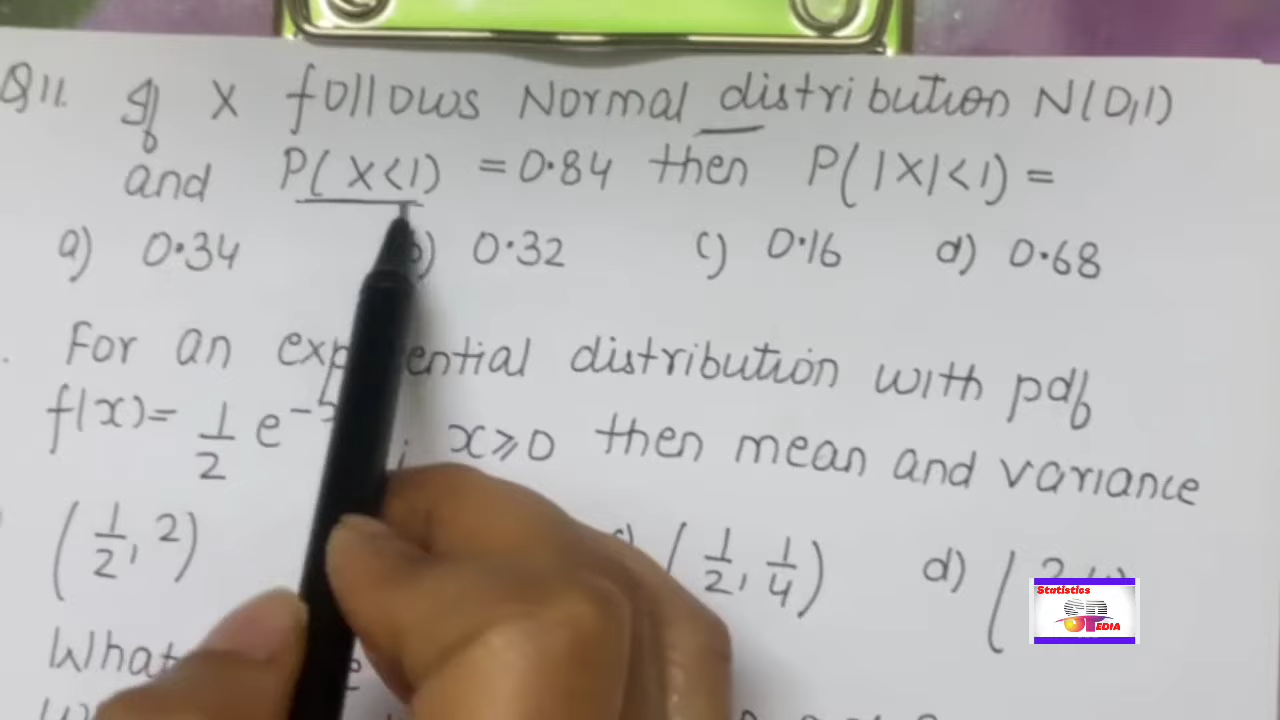 Q11. If X follows Normal distribution N(0,1)
and P(X<1) = 0.84 then P(|X|<1) =
a) 0.34 b) 0.32 c) 0.16 d) 0.68
For an distribution with pdf
f(x)= 1/2 e^- ; x≥0 then mean and variance
(1/2, 2) c) (1/2, 1/4) d) (
Statistics
PEDIA
What